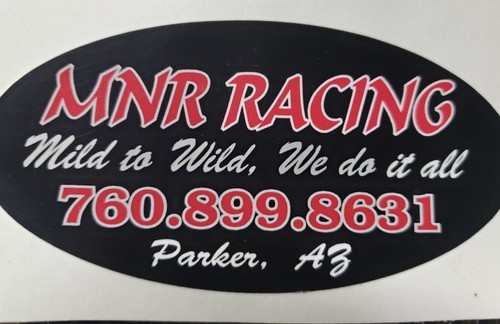 MNR RACING
Mild to Wild, We do it all
760.899.8631
Parker, AZ